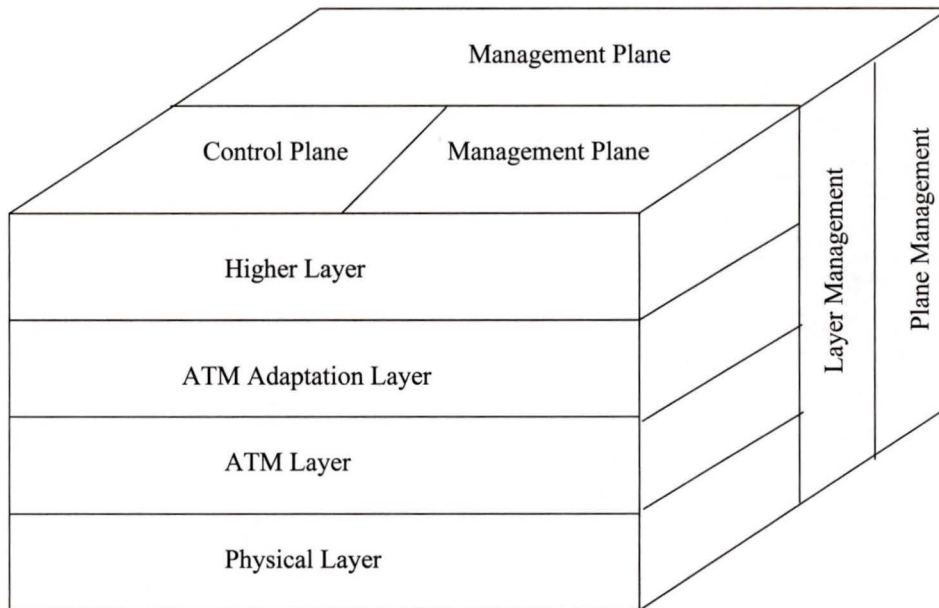 Management Plane
Control Plane
Management Plane
Higher Layer
ATM Adaptation Layer
ATM Layer
Physical Layer
Layer Management
Plane Management